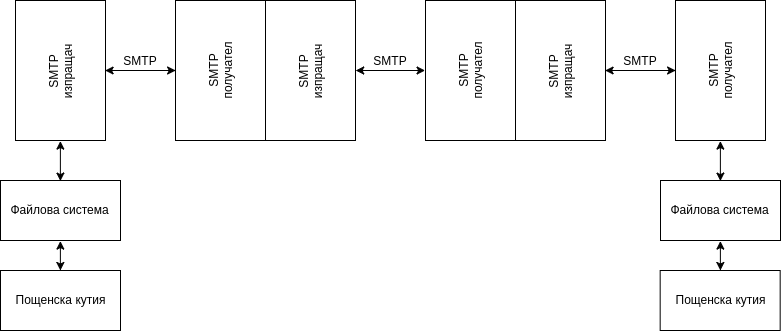 SMTP
изпращач
SMTP
SMTP
получател
SMTP
изпращач
SMTP
SMTP
получател
SMTP
изпращач
SMTP
SMTP
получател
Файлова система
Файлова система
Пощенска кутия
Пощенска кутия